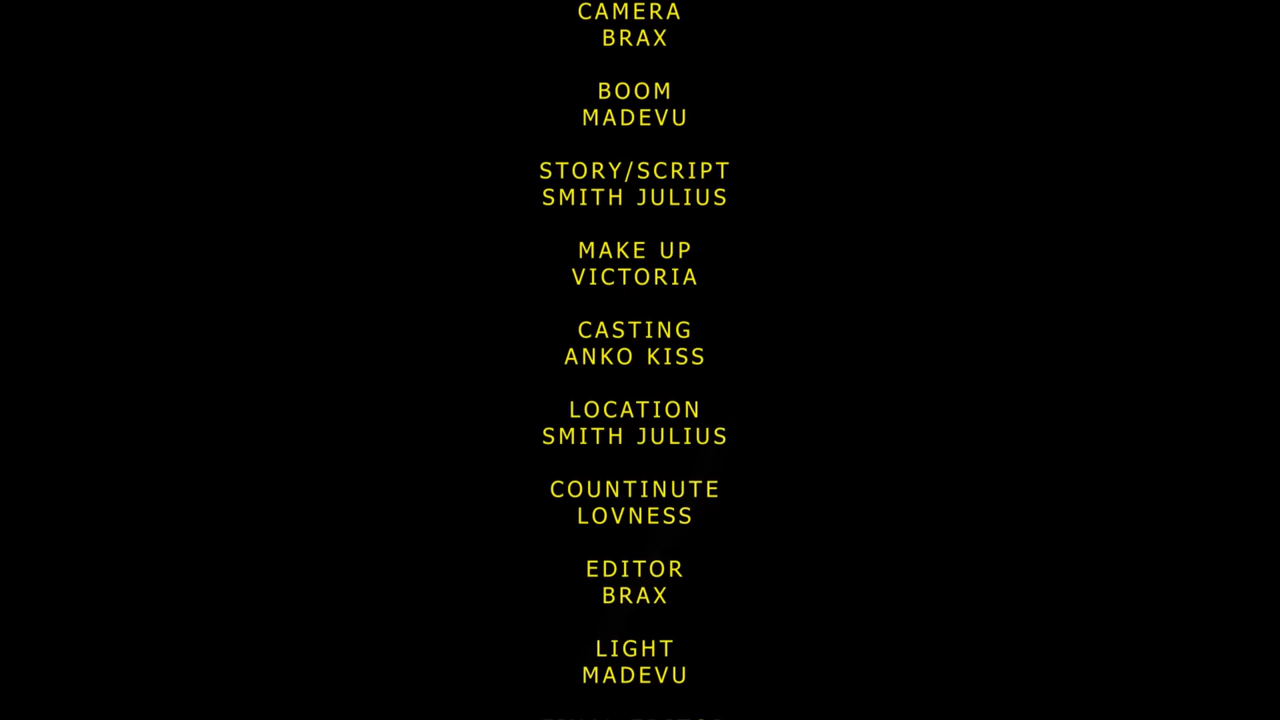 CAMERA
BRAX
BOOM
MADEVU
STORY/SCRIPT
SMITH JULIUS
MAKE UP
VICTORIA
CASTING
ANKO KISS
LOCATION
SMITH JULIUS
COUNTINUTE
LOVNESS
EDITOR
BRAX
LIGHT
MADEVU